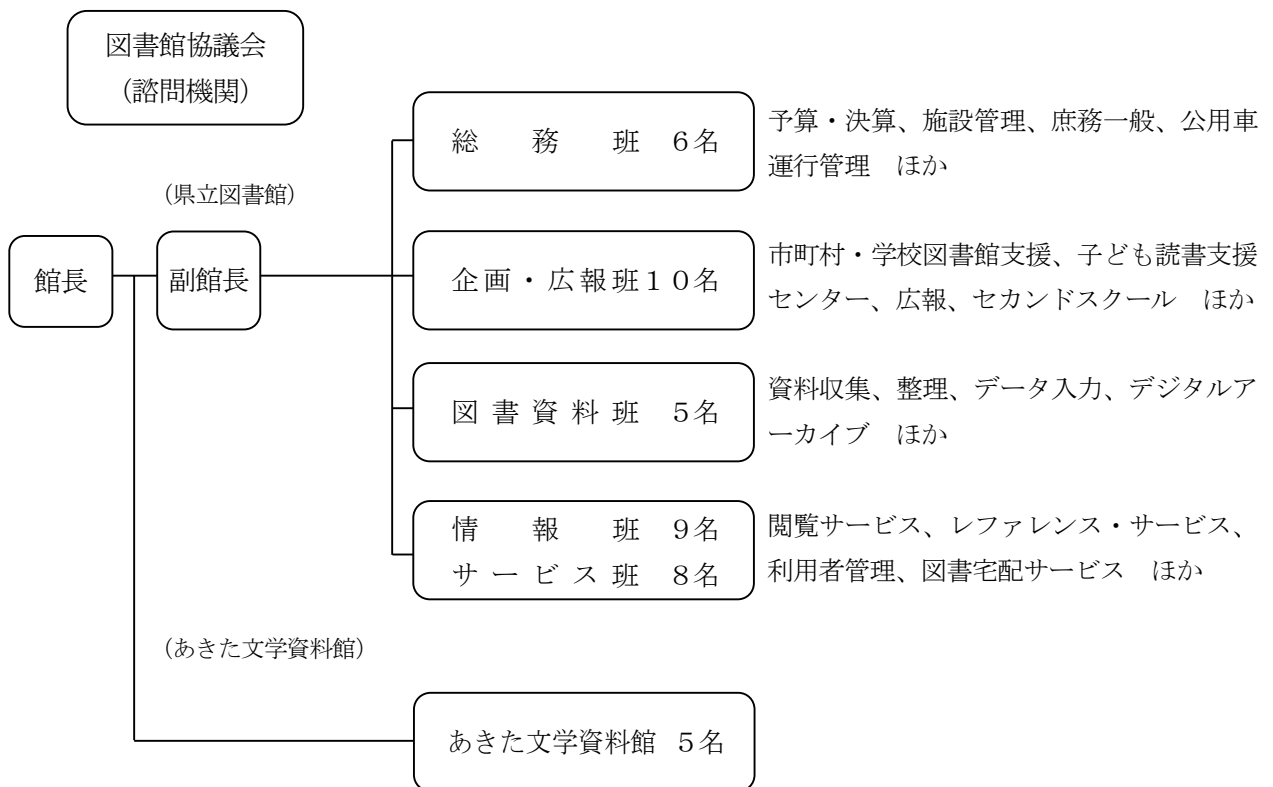 図書館協議会
（諮問機関）
総務班 ６名
予算・決算、施設管理、庶務一般、公用車
運行管理　ほか
（県立図書館）
館長
副館長
企画・広報班１０名
市町村・学校図書館支援、子ども読書支援
センター、広報、セカンドスクール　ほか
図書資料班 ５名
資料収集、整理、データ入力、デジタルア
ーカイブ　ほか
情報班 ９名
サービス班 ８名
閲覧サービス、レファレンス・サービス、
利用者管理、図書宅配サービス　ほか
（あきた文学資料館）
あきた文学資料館 ５名